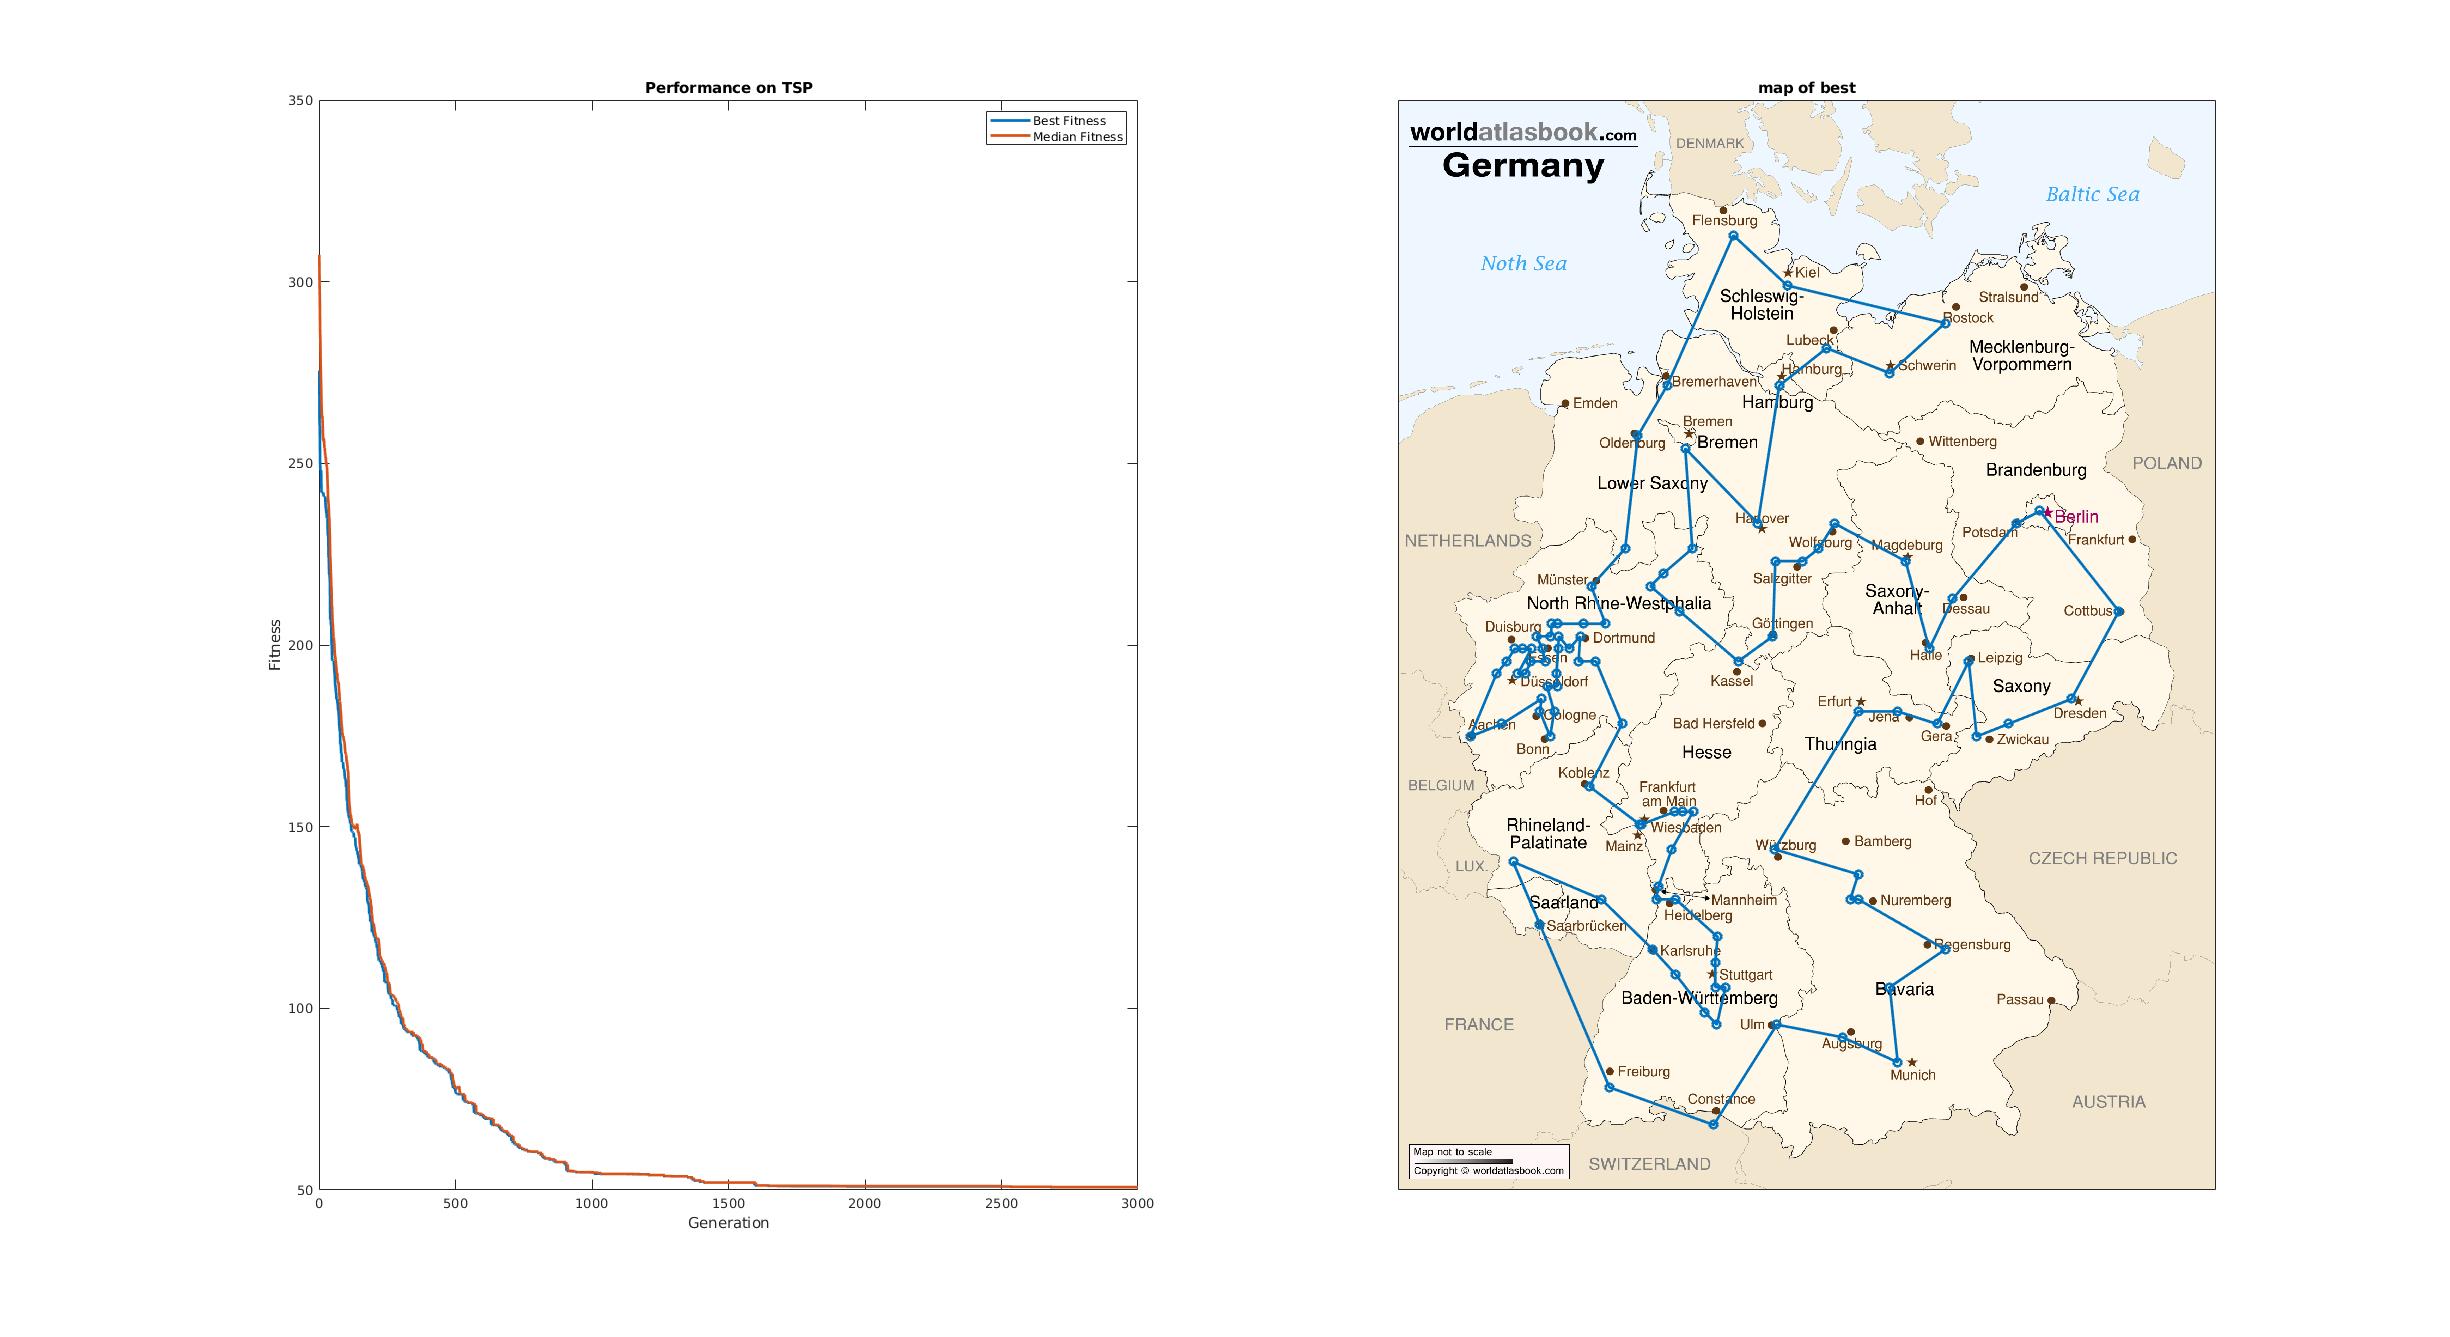 Performance on TSP
350
300
250
200
150
100
50
0
500
1000
1500
2000
2500
3000
Fitness
Generation
Best Fitness
Median Fitness
map of best
worldatlasbook.com
Germany
DENMARK
Baltic Sea
Noth Sea
Flensburg
Kiel
Schleswig-
Holstein
Stralsund
Rostock
Lubeck
Mecklenburg-
Vorpommern
Schwerin
Hamburg
Bremerhaven
Hamburg
Emden
Bremen
Oldenburg
Bremen
Wittenberg
POLAND
Brandenburg
Lower Saxony
Hanover
Berlin
Potsdam
NETHERLANDS
Wolfsburg
Magdeburg
Frankfurt
Münster
Salzgitter
Saxony-
Anhalt
North Rhine-Westphalia
Dessau
Cottbus
Göttingen
Duisburg
Dortmund
Essen
Halle
Leipzig
Düsseldorf
Kassel
Saxony
Erfurt
Jena
Dresden
Aachen
Cologne
Bad Hersfeld
Gera
Zwickau
Bonn
Hesse
Thuringia
Koblenz
BELGIUM
Frankfurt
am Main
Hof
Rhineland-
Palatinate
Wiesbaden
Mainz
Würzburg
Bamberg
CZECH REPUBLIC
LUX.
Saarland
Mannheim
Nuremberg
Heidelberg
Saarbrücken
Karlsruhe
Regensburg
Stuttgart
Baden-Württemberg
Bavaria
Passau
FRANCE
Ulm
Augsburg
Freiburg
Munich
Constance
AUSTRIA
Map not to scale
SWITZERLAND
Copyright © worldatlasbook.com